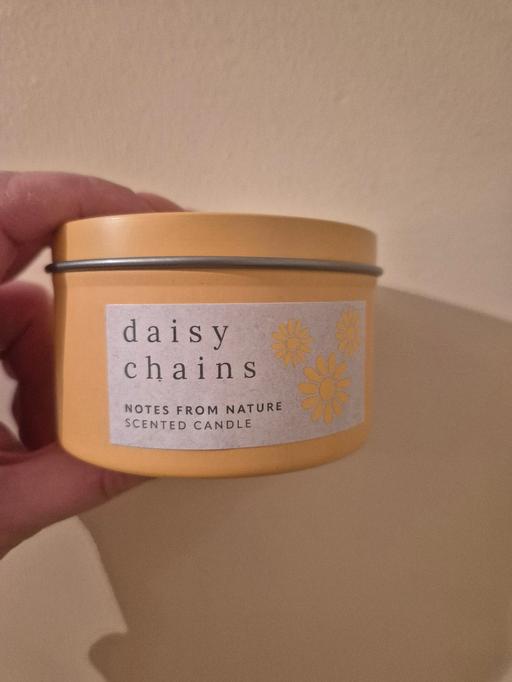 daisy
chains
NOTES FROM NATURE
SCENTED CANDLE